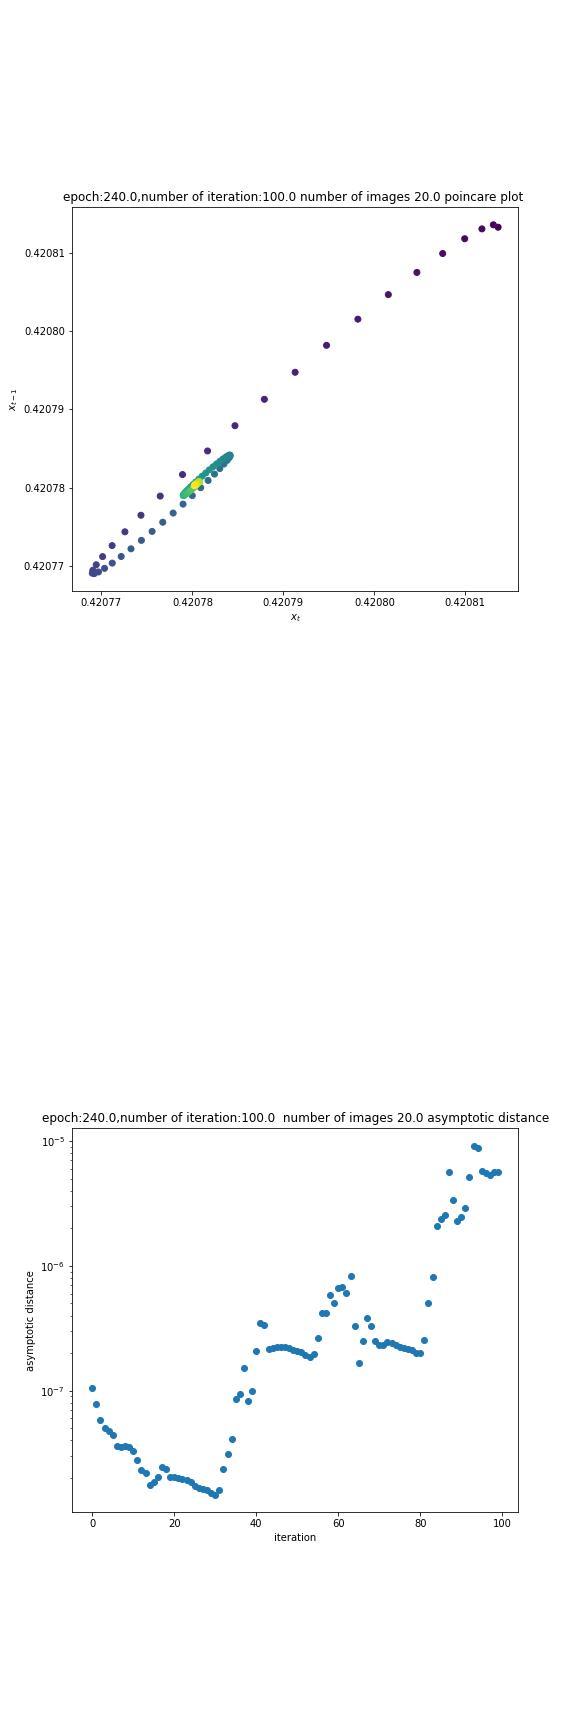 epoch:240.0,number of iteration:100.0 number of images 20.0 poincare plot
0.42081
0.42080
0.42079
0.42078
0.42077
x_{t-1}
0.42077 0.42078 0.42079 0.42080 0.42081
x_t
epoch:240.0,number of iteration:100.0  number of images 20.0 asymptotic distance
10^{-5}
10^{-6}
10^{-7}
asymptotic distance
0 20 40 60 80 100
iteration